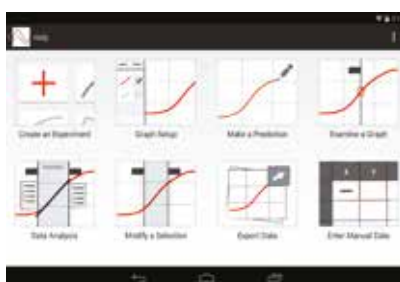 Help
Create an Experiment
Graph Setup
Make a Prediction
Examine a Graph
Data Analysis
Modify a Selection
Export Data
Enter Manual Data
X Y